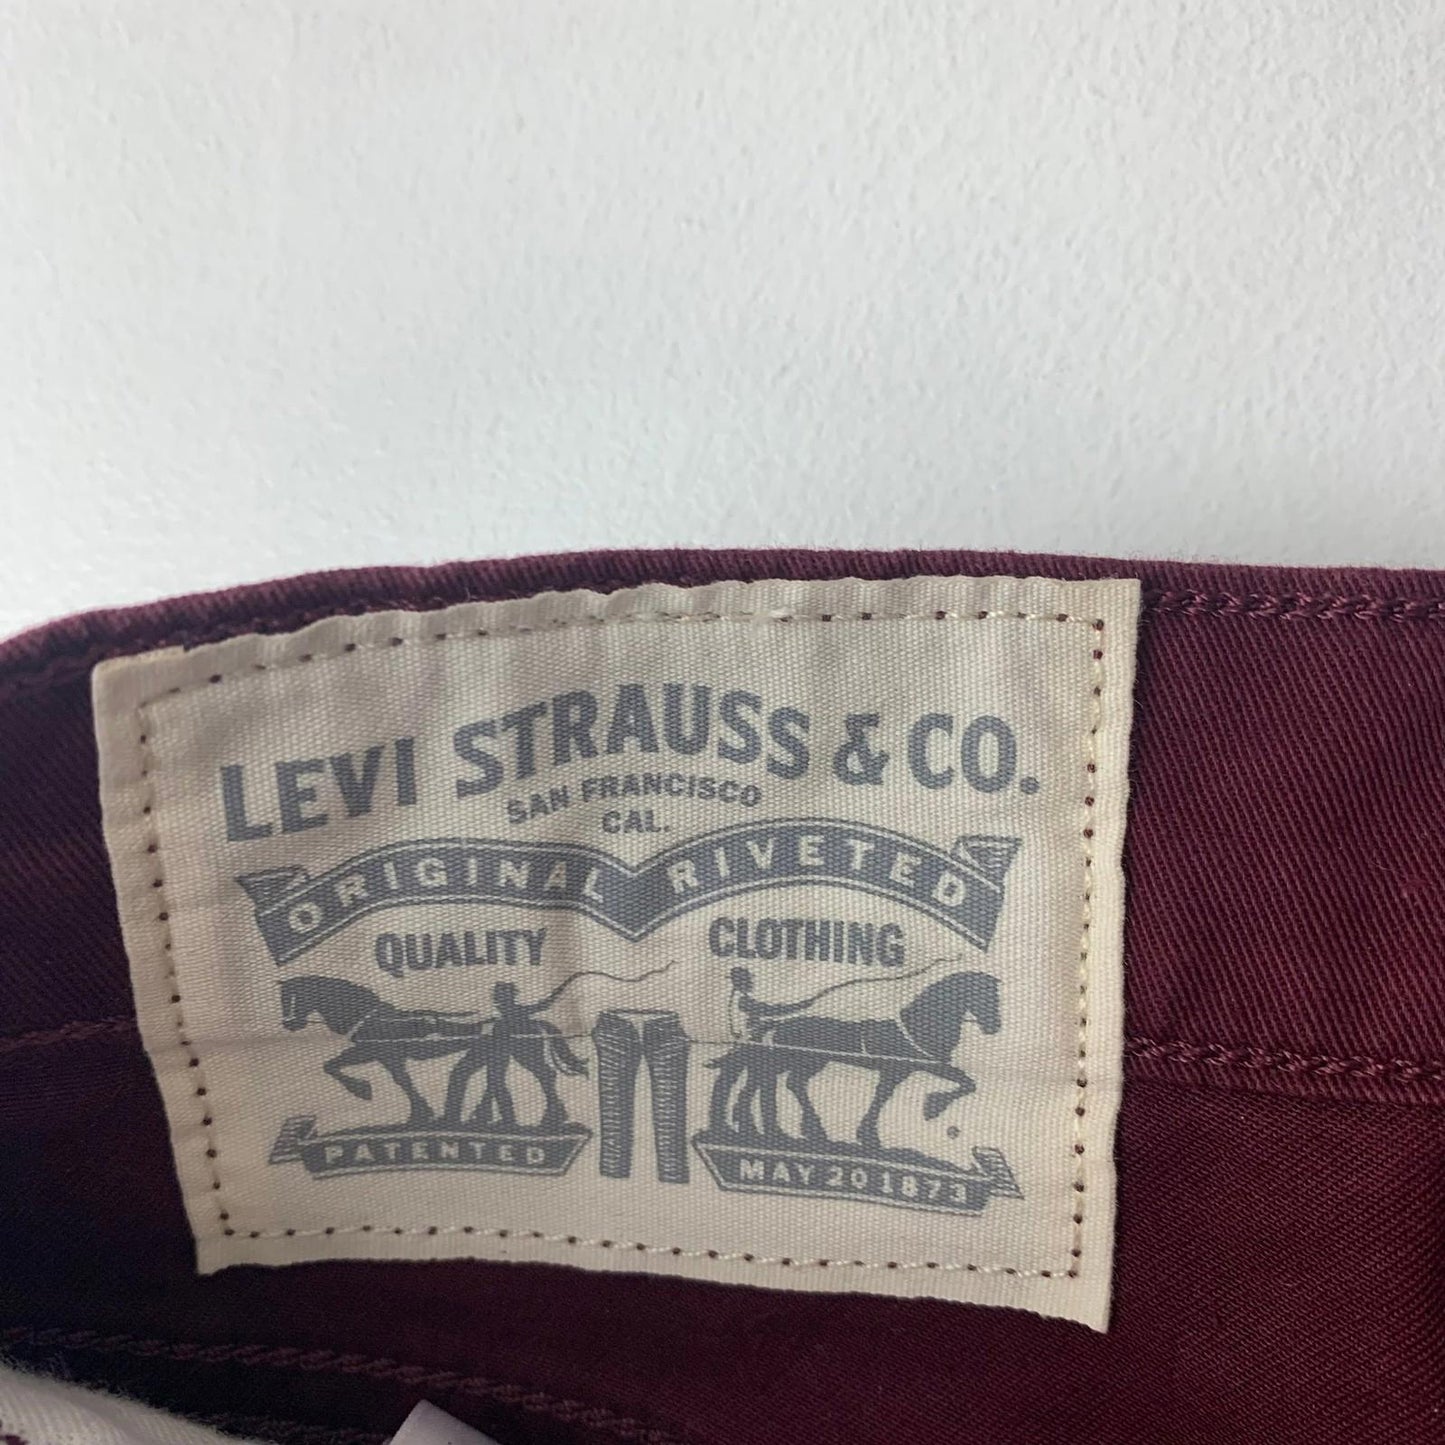 LEVI STRAUSS & CO.
SAN FRANCISCO
CAL.
ORIGINAL RIVETED
QUALITY CLOTHING
PATENTED MAY 20 1873